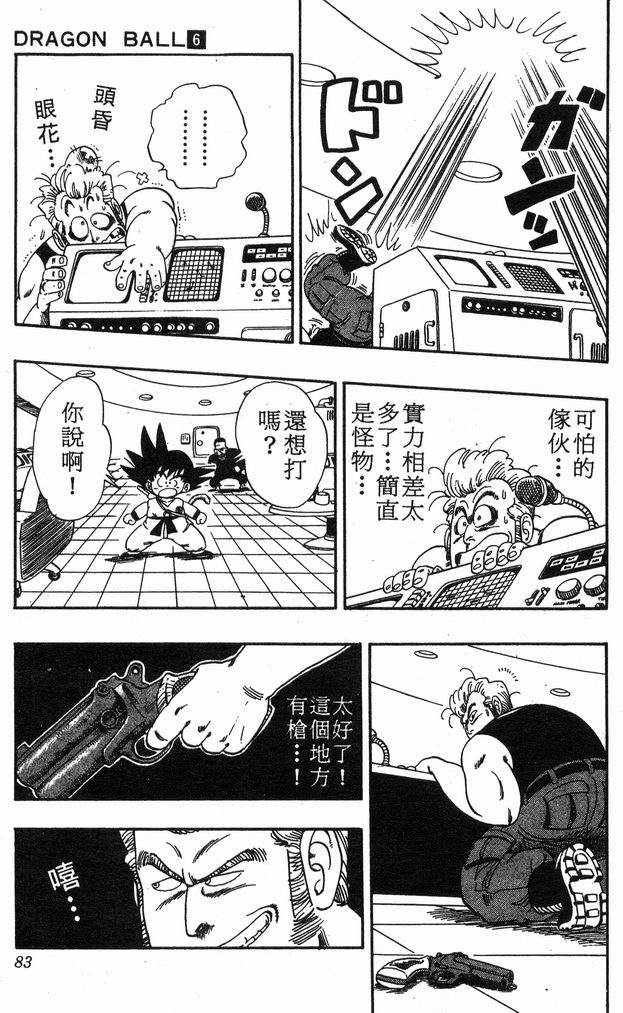 DRAGON BALL 6
ガンッ
ドドン
………
頭昏
眼花…
可怕的
傢伙…
實力相差太
多了…簡直
是怪物…
還想打
嗎？
你說啊！
太好了！
這個地方
有槍…！
嘻…
83